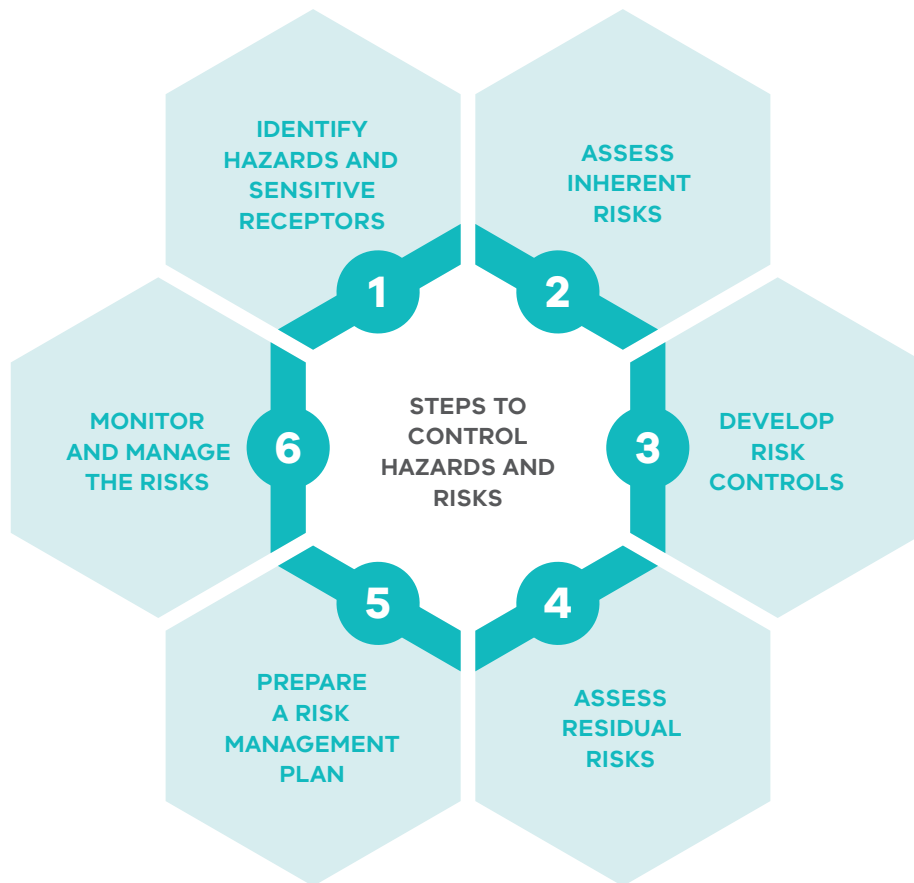 IDENTIFY
HAZARDS AND
SENSITIVE
RECEPTORS
1
ASSESS
INHERENT
RISKS
2
DEVELOP
RISK
CONTROLS
3
ASSESS
RESIDUAL
RISKS
4
PREPARE
A RISK
MANAGEMENT
PLAN
5
MONITOR
AND MANAGE
THE RISKS
6
STEPS TO
CONTROL
HAZARDS AND
RISKS